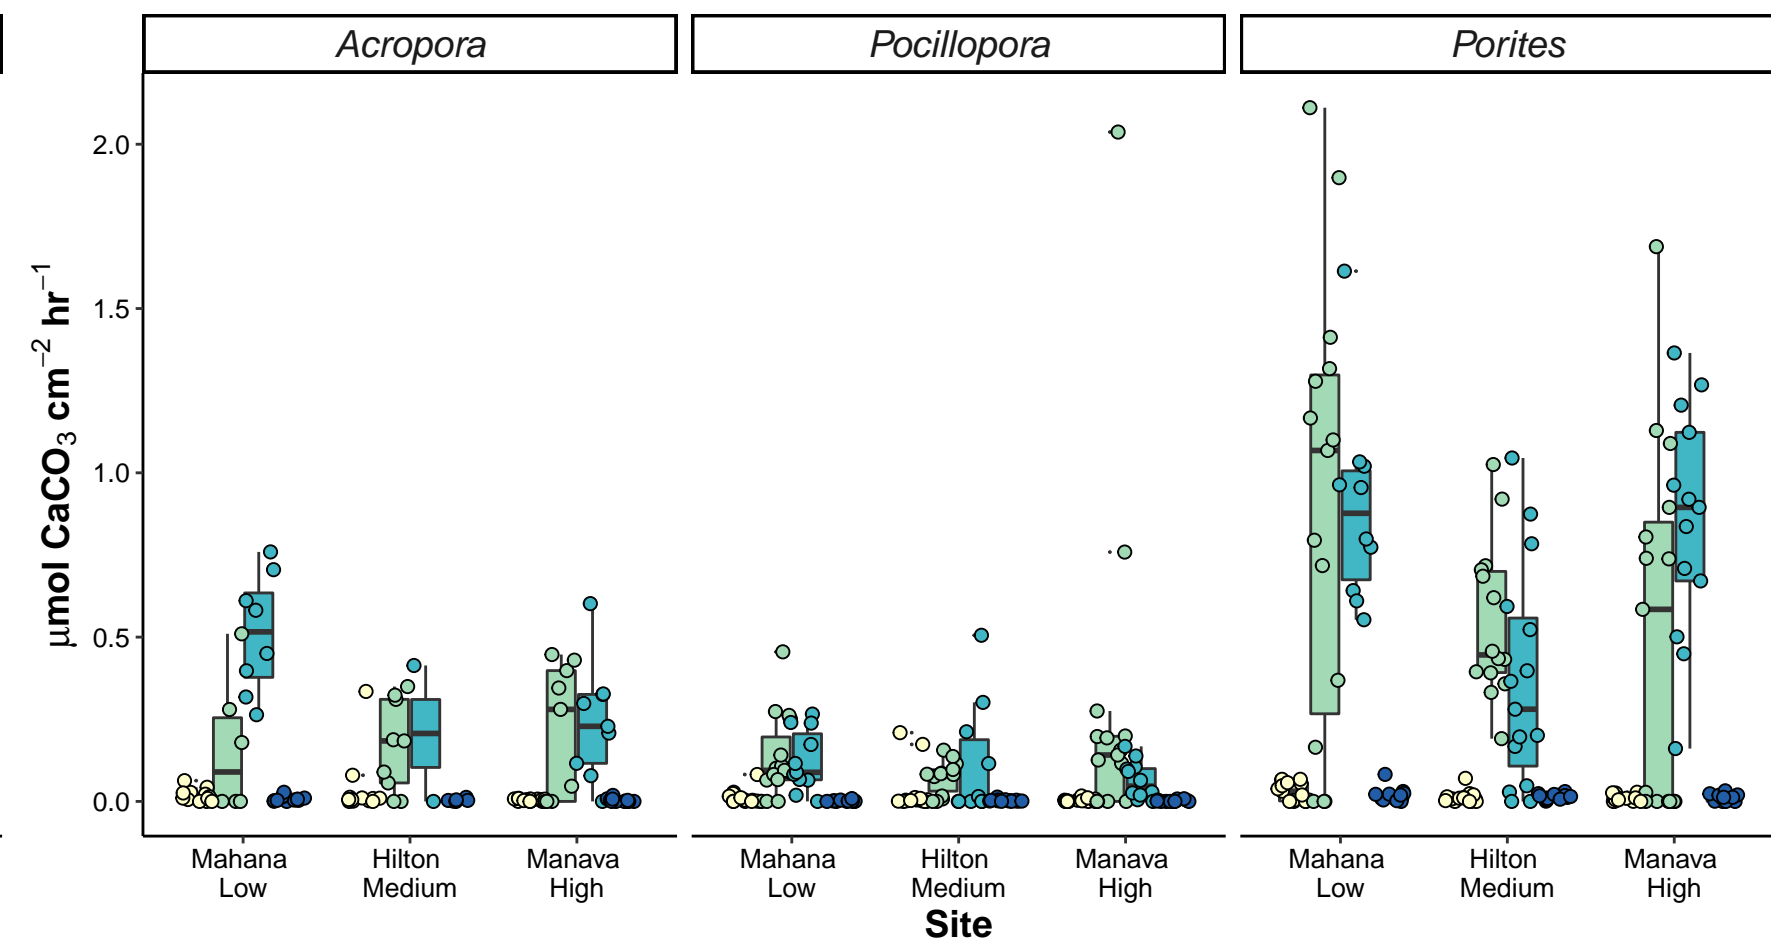 Acropora
Pocillopora
Porites
μmol CaCO₃ cm⁻² hr⁻¹
2.0
1.5
1.0
0.5
0.0
Mahana Hilton Manava Mahana Hilton Manava Mahana Hilton Manava
Low Medium High Low Medium High Low Medium High
Site